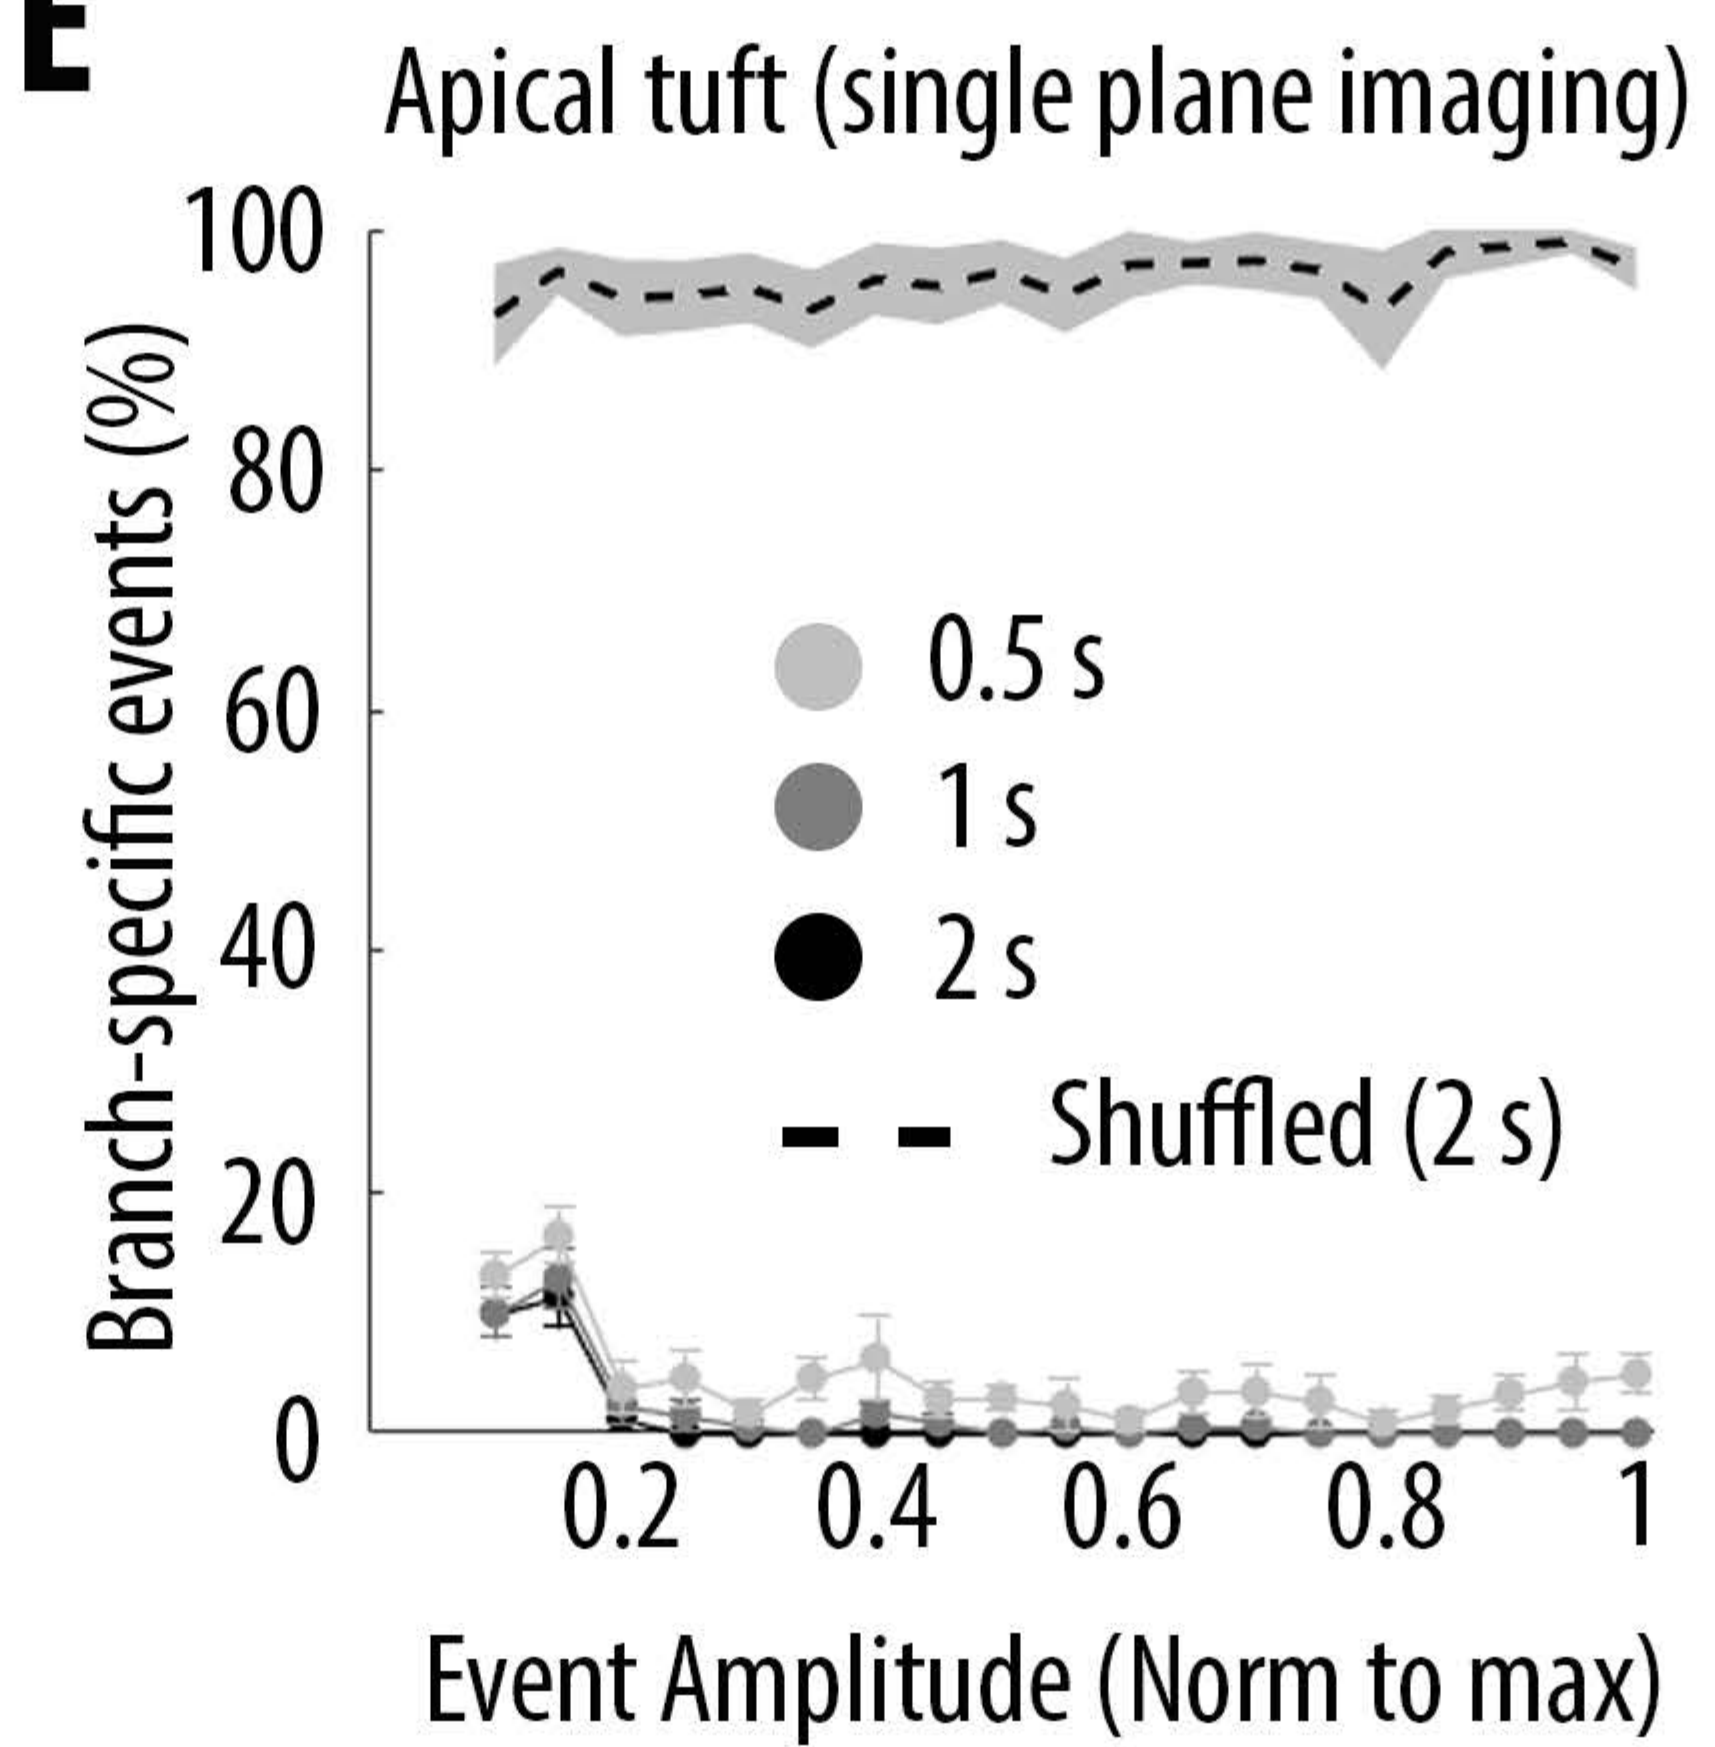 E
Apical tuft (single plane imaging)
Branch-specific events (%)
100
80
60
40
20
0
0.5 s
1 s
2 s
Shuffled (2 s)
0.2 0.4 0.6 0.8 1
Event Amplitude (Norm to max)